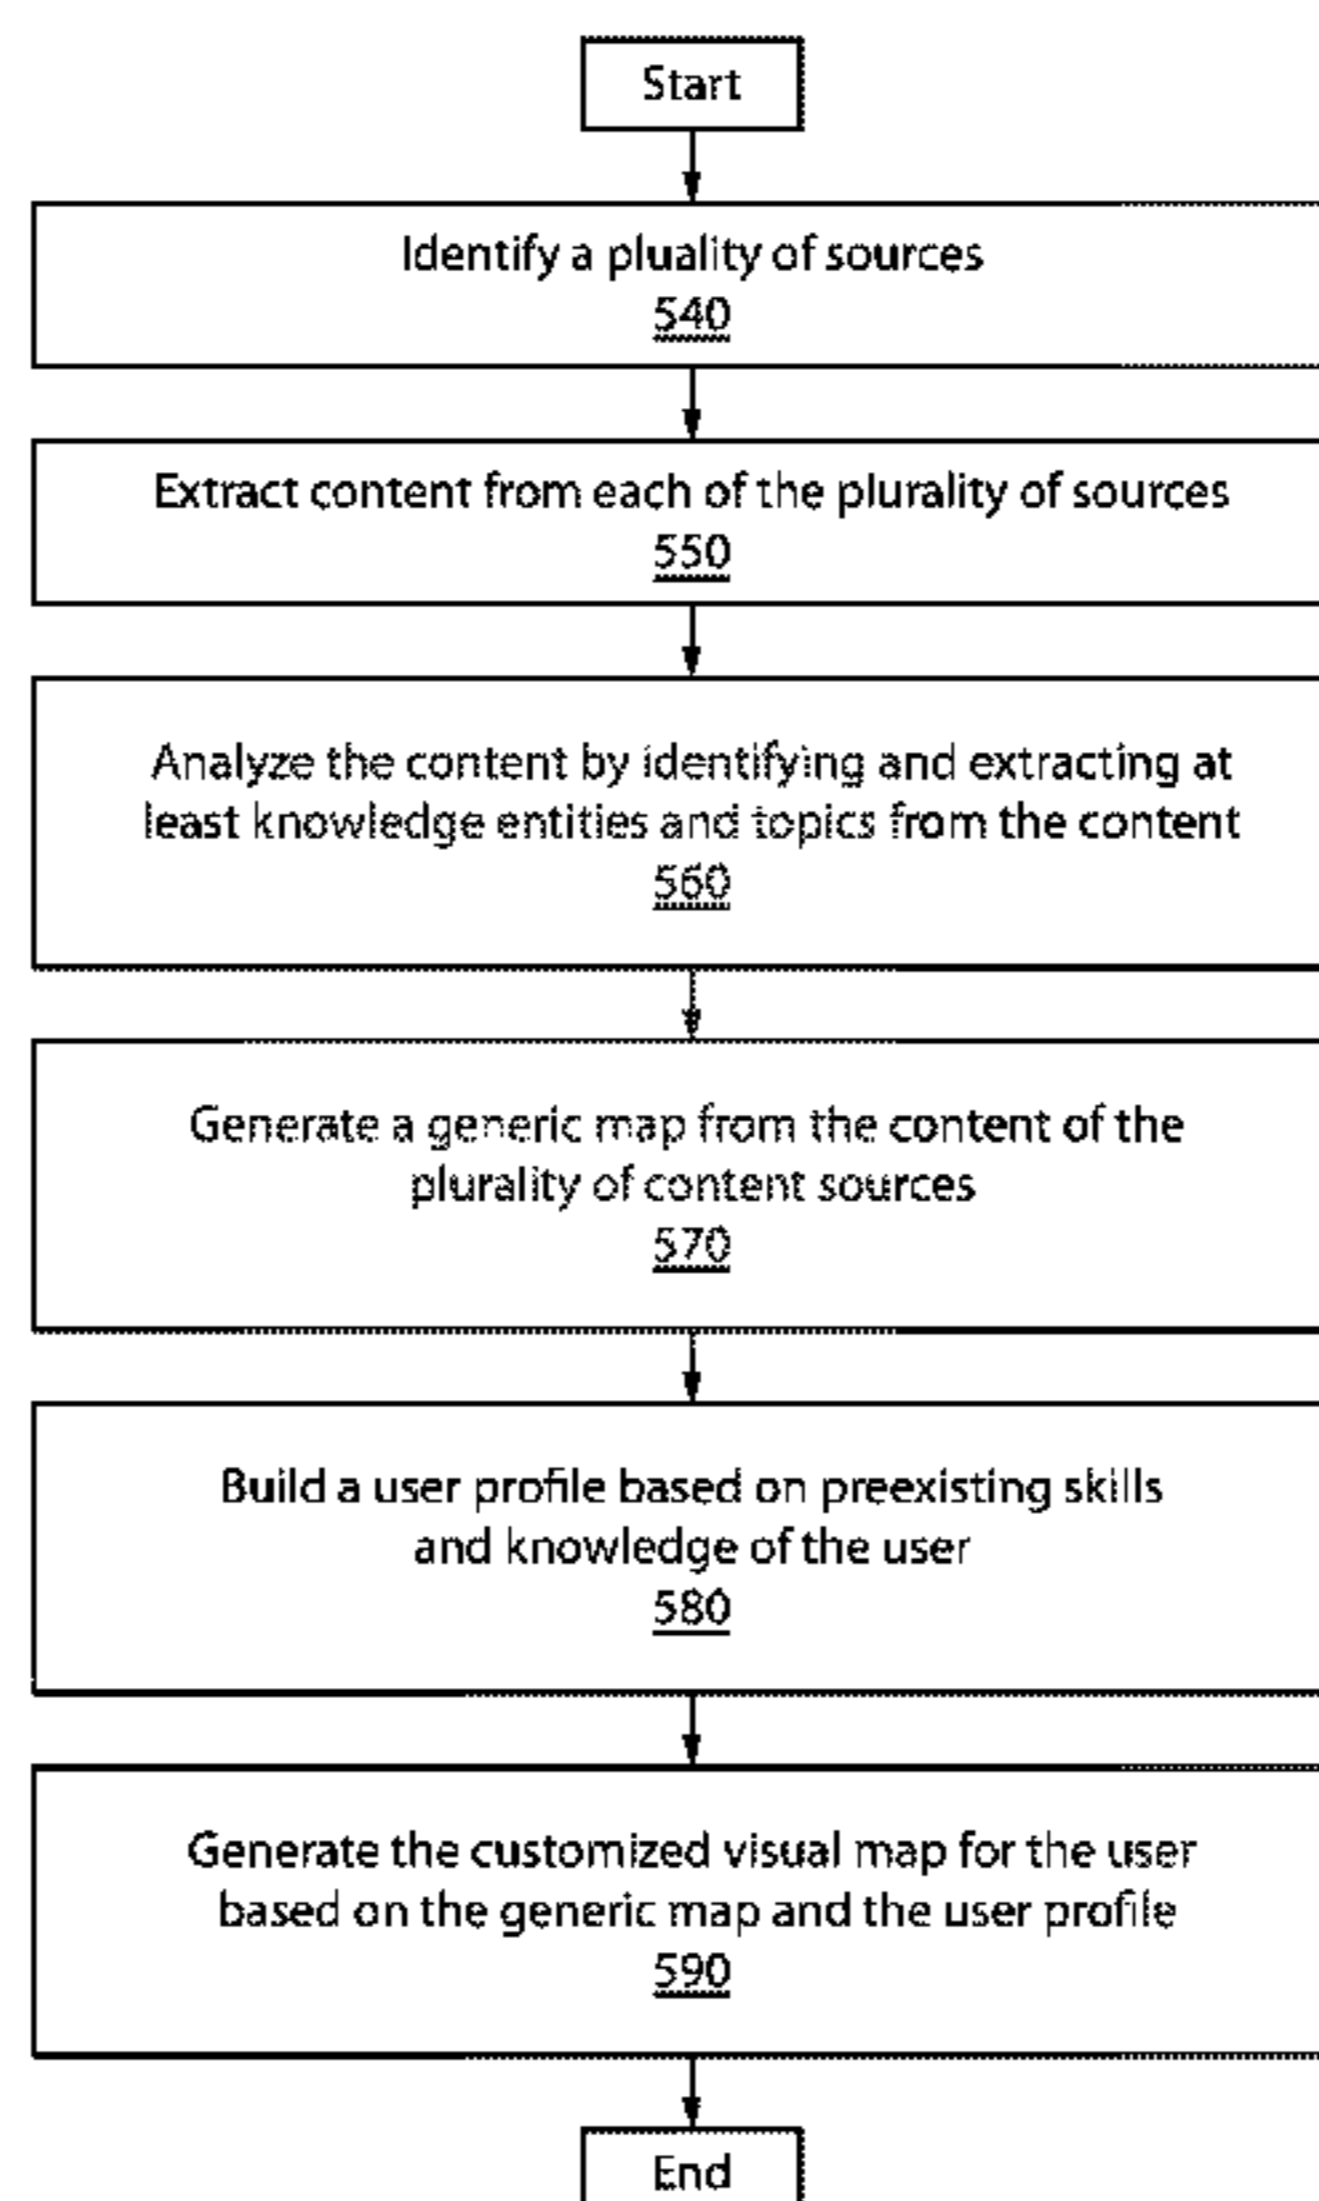 Start
Identify a pluality of sources
540
Extract content from each of the plurality of sources
550
Analyze the content by identifying and extracting at
least knowledge entities and topics from the content
560
Generate a generic map from the content of the
plurality of content sources
570
Build a user profile based on preexisting skills
and knowledge of the user
580
Generate the customized visual map for the user
based on the generic map and the user profile
590
End